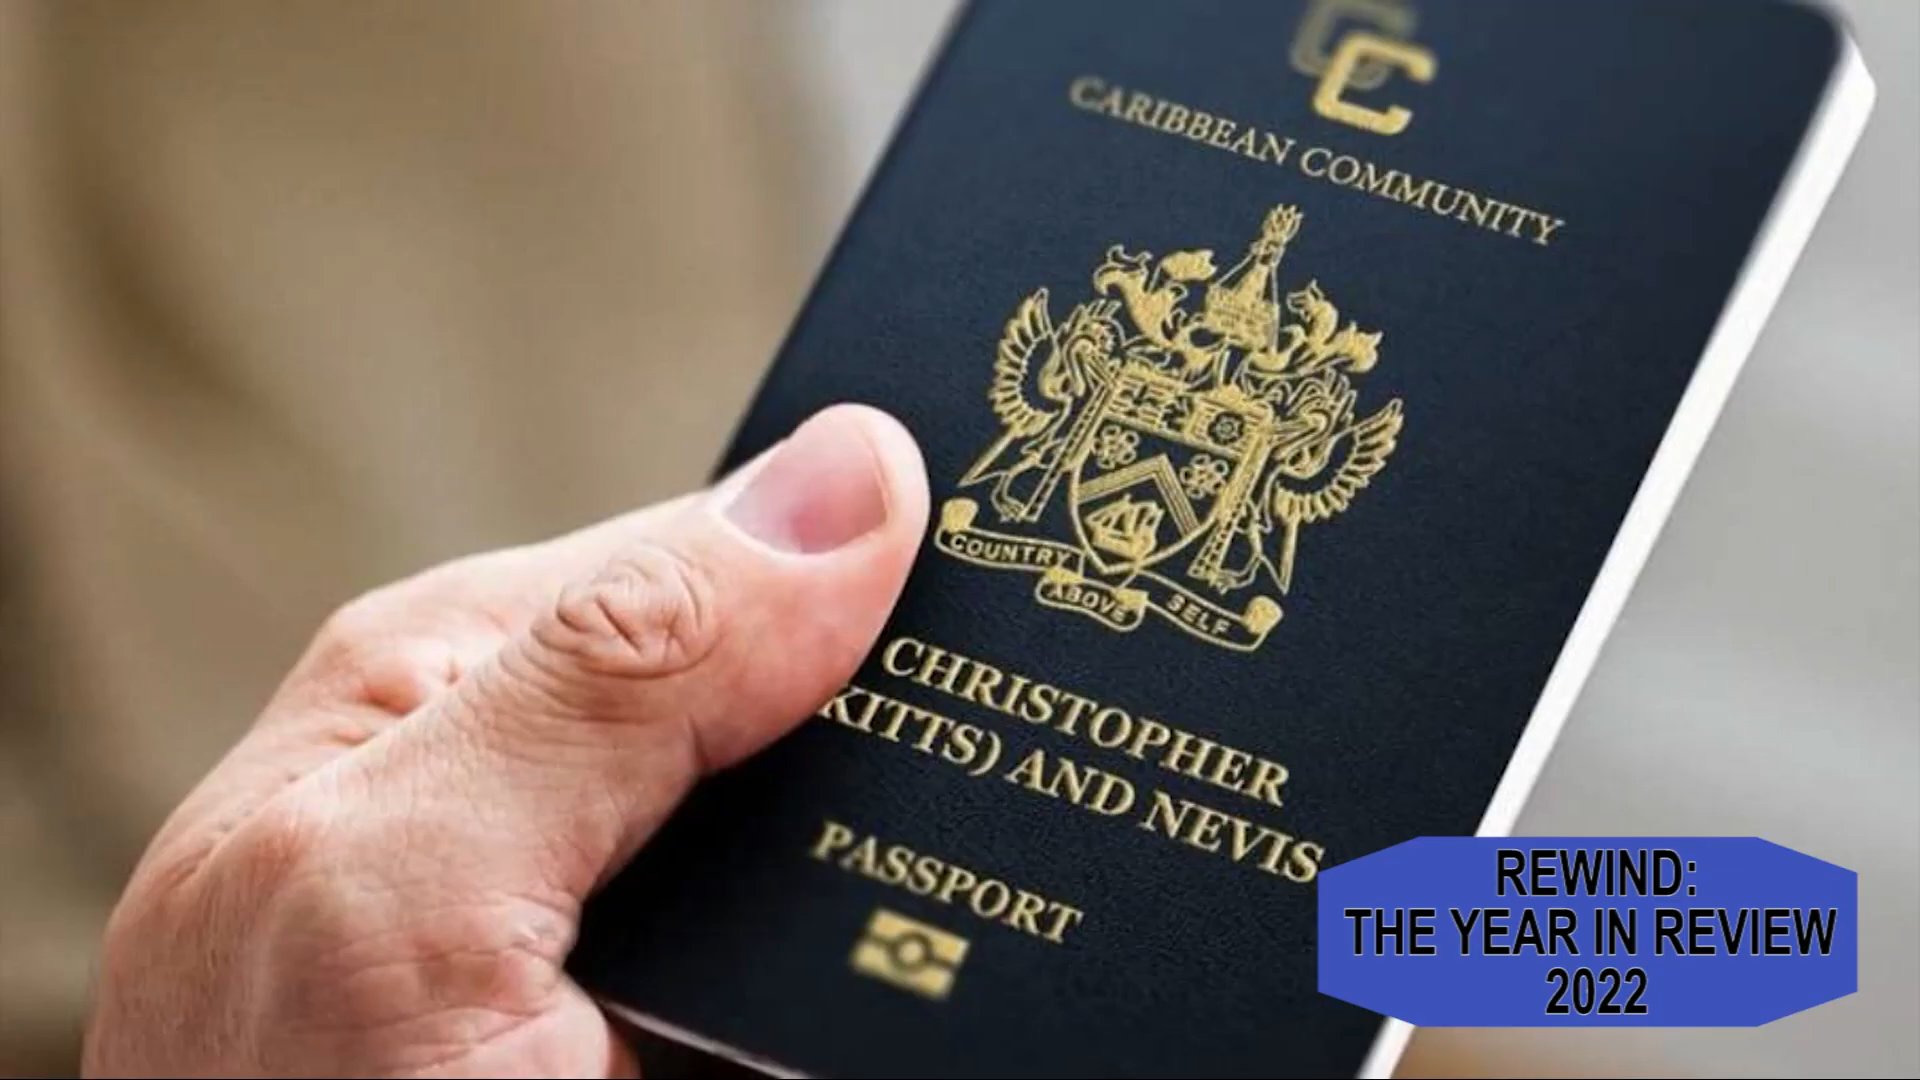 CARIBBEAN COMMUNITY
COUNTRY
ABOVE
SELF
CHRISTOPHER
KITTS) AND NEVIS
PASSPORT
REWIND:
THE YEAR IN REVIEW
2022